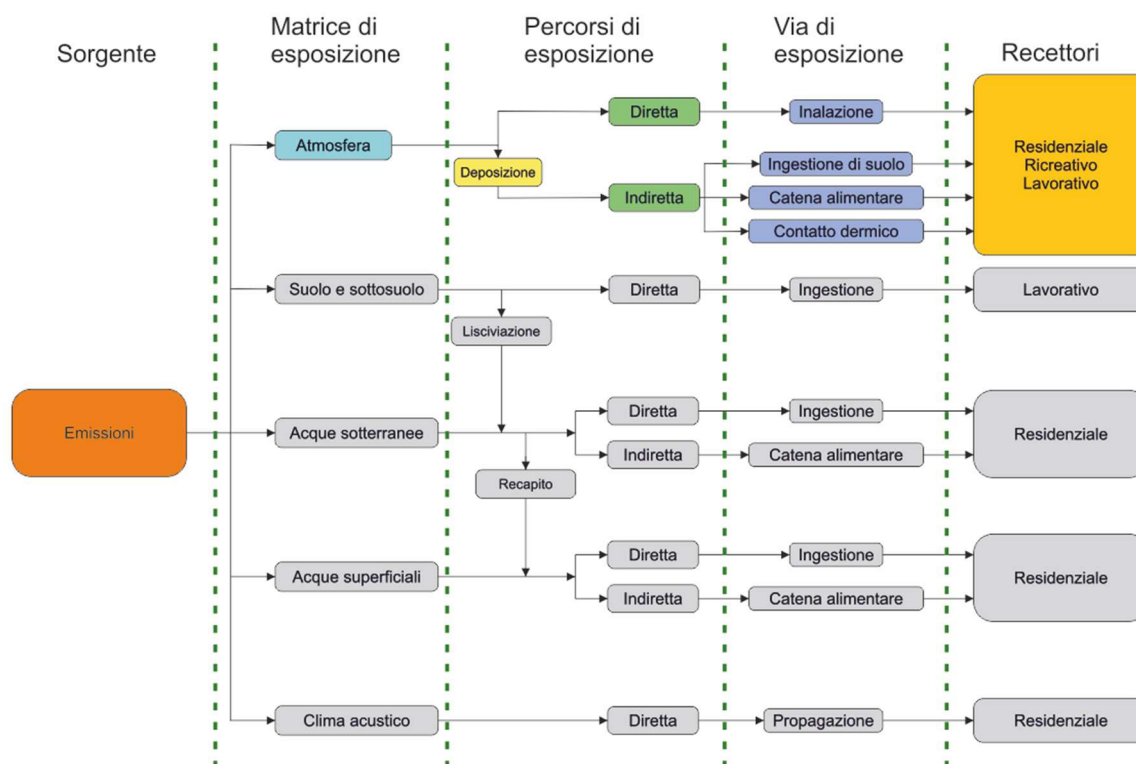 Sorgente
Matrice di
esposizione
Percorsi di
esposizione
Via di
esposizione
Recettori
Atmosfera
Deposizione
Diretta
Inalazione
Indiretta
Ingestione di suolo
Catena alimentare
Contatto dermico
Residenziale
Ricreativo
Lavorativo
Suolo e sottosuolo
Diretta
Ingestione
Lavorativo
Lisciviazione
Emissioni
Acque sotterranee
Diretta
Ingestione
Indiretta
Catena alimentare
Residenziale
Recapito
Acque superficiali
Diretta
Ingestione
Indiretta
Catena alimentare
Residenziale
Clima acustico
Diretta
Propagazione
Residenziale